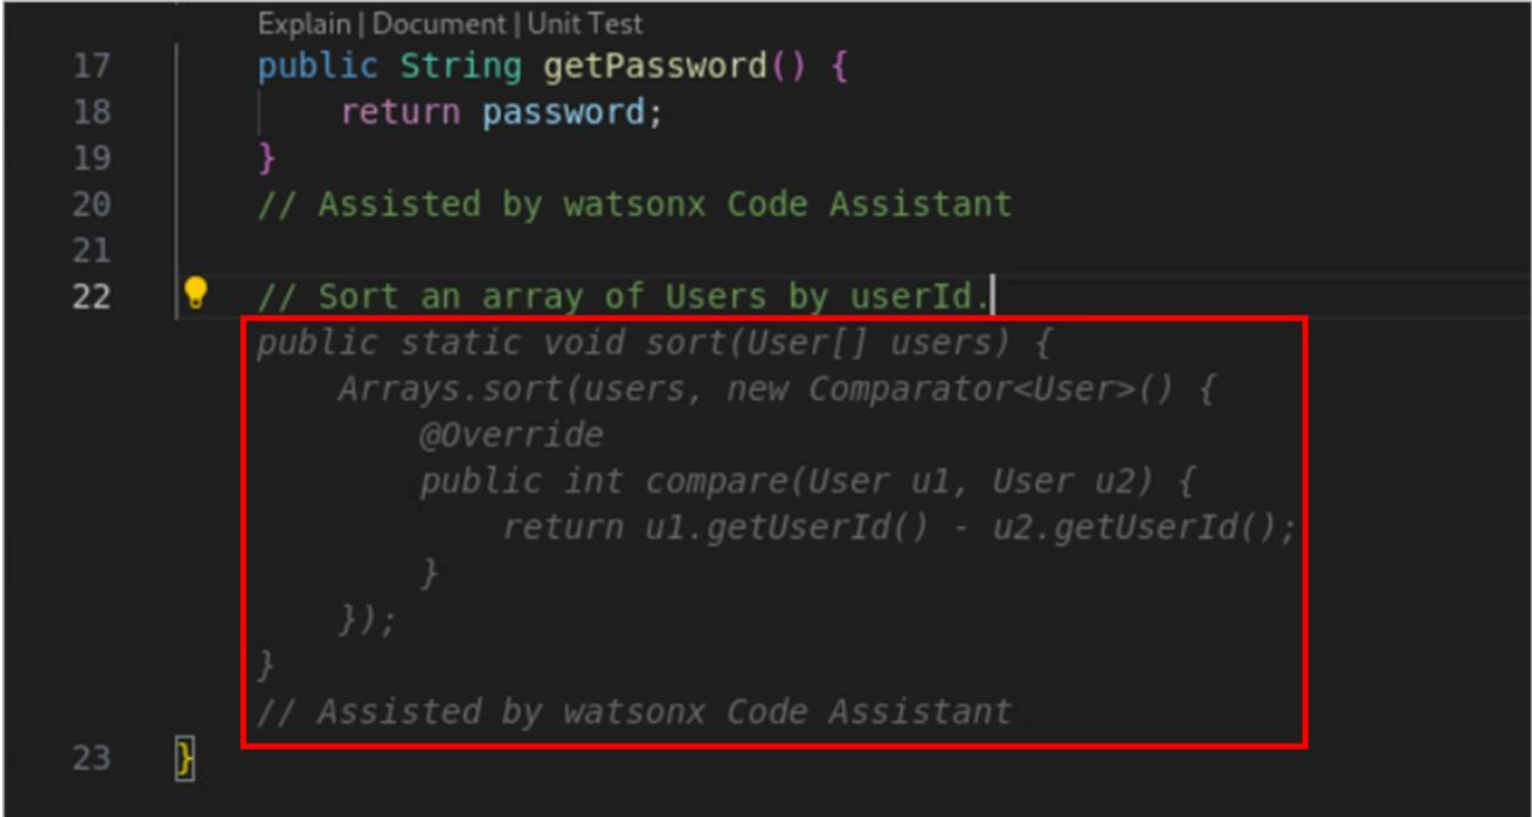 Explain | Document | Unit Test
17 public String getPassword() {
18 return password;
19 }
20 // Assisted by watsonx Code Assistant
21
22 // Sort an array of Users by userId.
public static void sort(User[] users) {
Arrays.sort(users, new Comparator<User>() {
@Override
public int compare(User u1, User u2) {
return u1.getUserId() - u2.getUserId();
}
});
}
// Assisted by watsonx Code Assistant
23 }